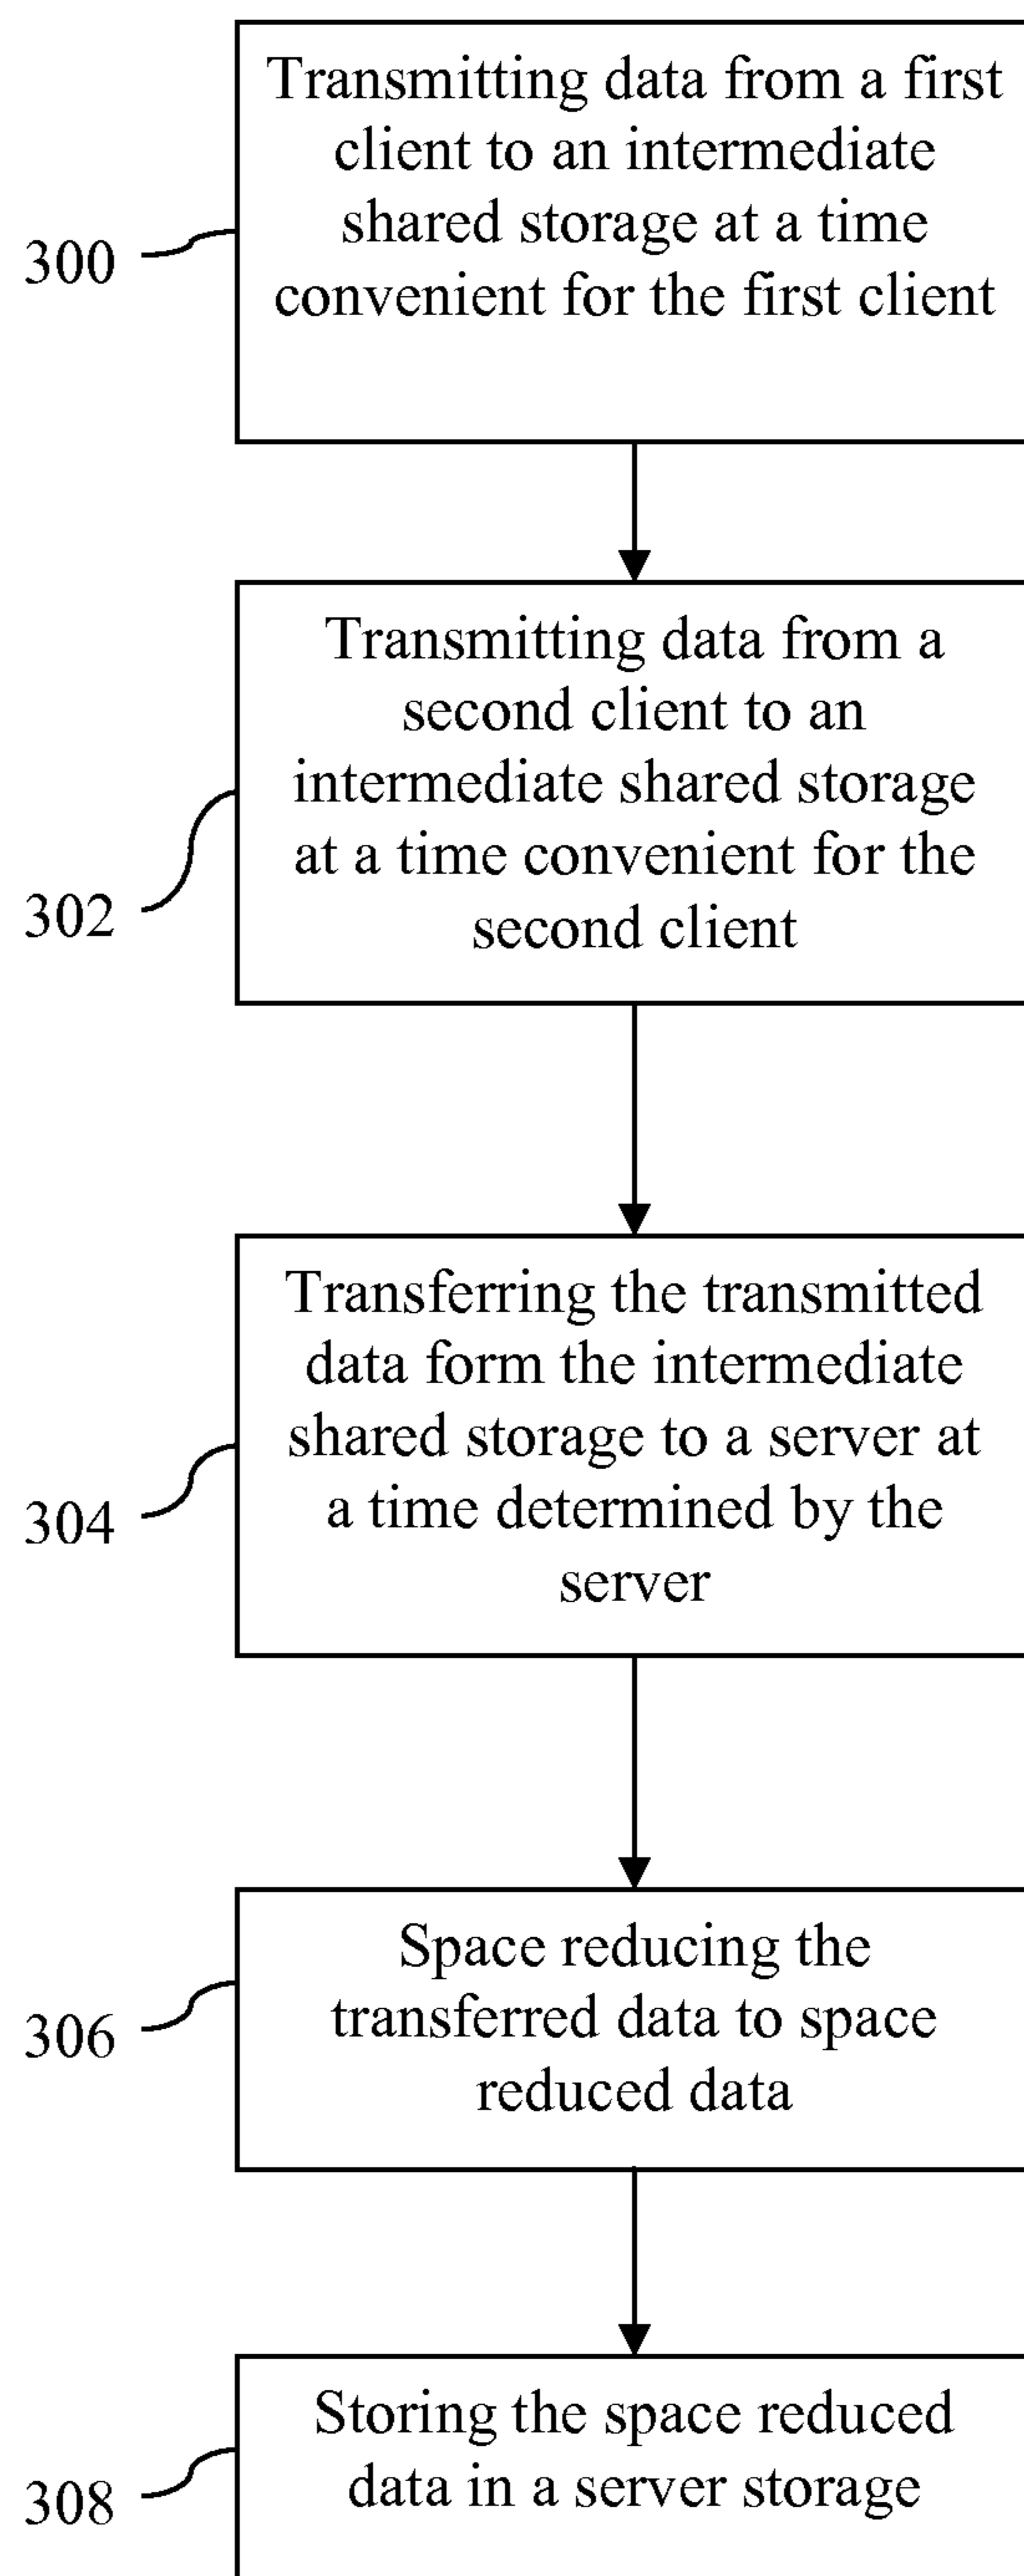 Transmitting data from a first
client to an intermediate
shared storage at a time
convenient for the first client
300
Transmitting data from a
second client to an
intermediate shared storage
at a time convenient for the
second client
302
Transferring the transmitted
data form the intermediate
shared storage to a server at
a time determined by the
server
304
Space reducing the
transferred data to space
reduced data
306
Storing the space reduced
data in a server storage
308